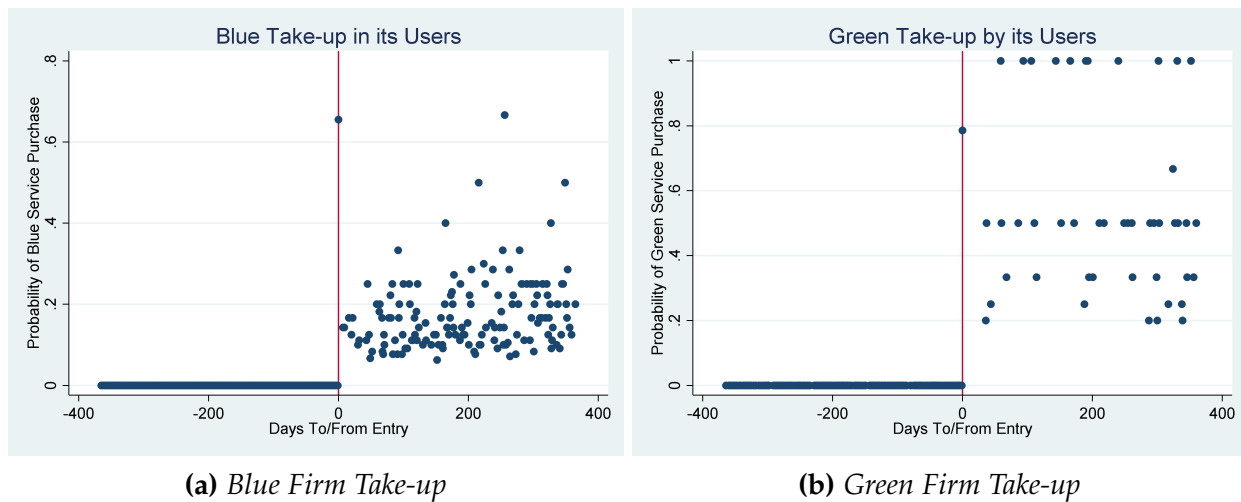 Blue Take-up in its Users
Probability of Blue Service Purchase
.8
.6
.4
.2
0
-400
-200
0
200
400
Days To/From Entry
(a) Blue Firm Take-up
Green Take-up by its Users
Probability of Green Service Purchase
1
.8
.6
.4
.2
0
-400
-200
0
200
400
Days To/From Entry
(b) Green Firm Take-up